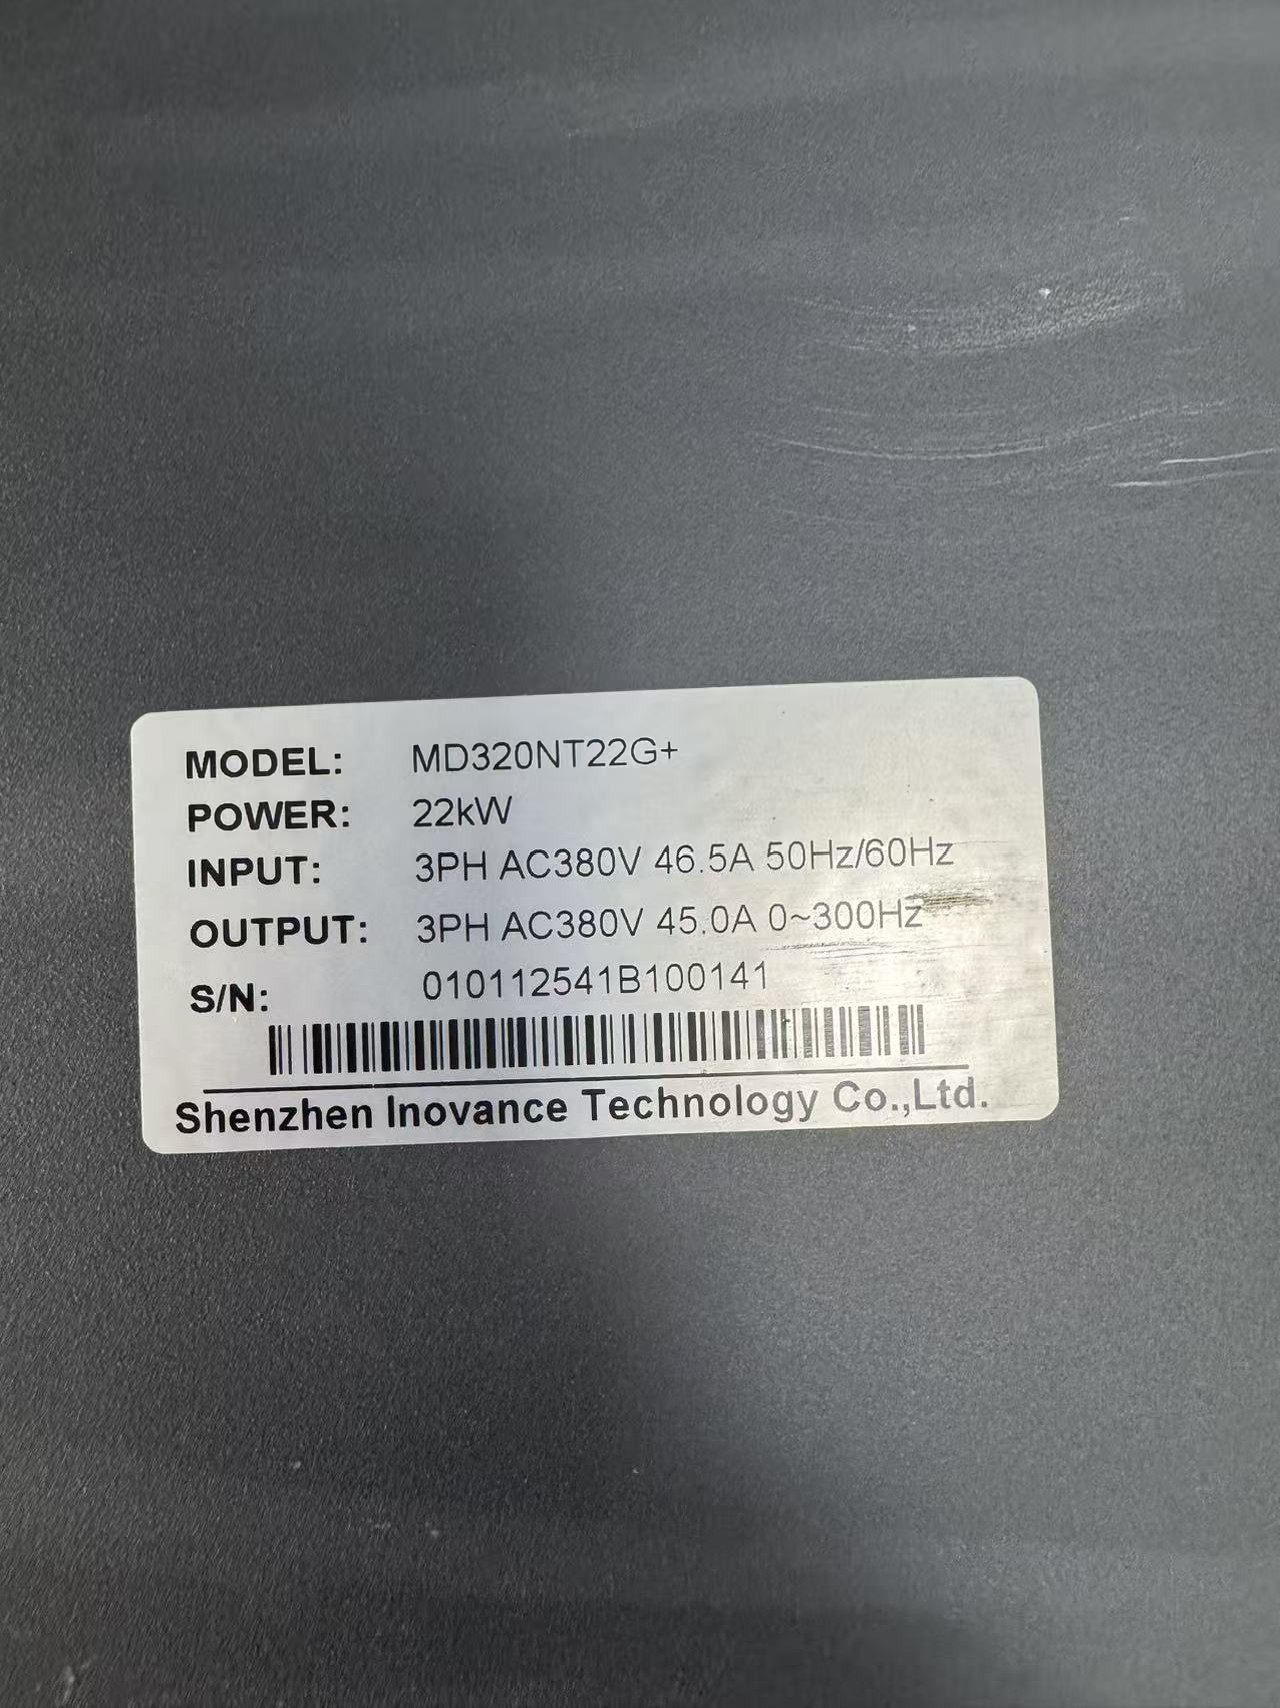 MODEL: MD320NT22G+
POWER: 22kW
INPUT: 3PH AC380V 46.5A 50Hz/60Hz
OUTPUT: 3PH AC380V 45.0A 0~300Hz
S/N: 010112541B100141
Shenzhen Inovance Technology Co.,Ltd.